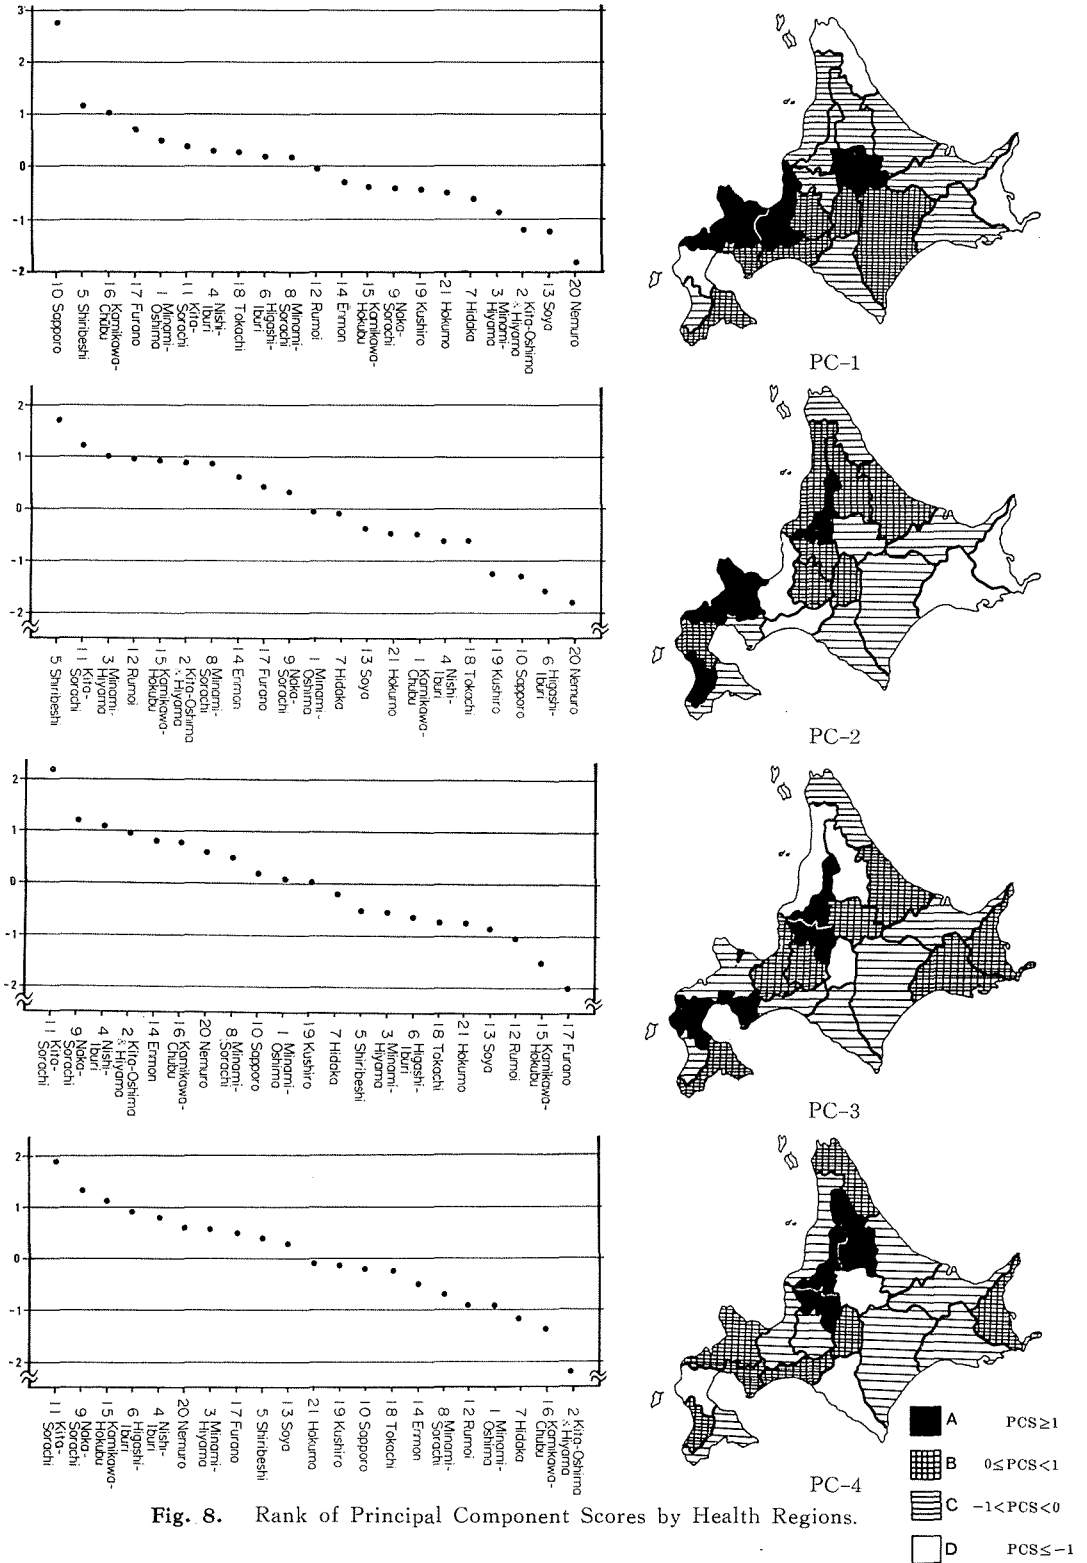 3
2
1
0
-1
-2
10 Sapporo
5 Shiribeshi
16 Kamikawa-
Chūbu
17 Furano
1 Minami-
Oshima
11 Kita-
Sorachi
4 Nishi-
Iburi
18 Tokachi
6 Higashi-
Iburi
8 Minami-
Sorachi
12 Rumoi
14 Enmon
15 Kamikawa-
Hokubu
9 Naka-
Sorachi
19 Kushiro
21 Hokumo
7 Hidaka
3 Minami-
Hiyama
2 Kita-Oshima
& Hiyama
13 Soya
20 Nemuro
PC-1
2
1
0
-1
-2
5 Shiribeshi
11 Kita-
Sorachi
3 Minami-
Hiyama
12 Rumoi
15 Kamikawa-
Hokubu
2 Kita-Oshima
& Hiyama
8 Minami-
Sorachi
14 Enmon
17 Furano
9 Naka-
Sorachi
1 Minami-
Oshima
7 Hidaka
13 Soya
21 Hokumo
1 Kamikawa-
Chubu
4 Nishi-
Iburi
18 Tokachi
19 Kushiro
10 Sapporo
6 Higashi-
Iburi
20 Nemuro
PC-2
2
1
0
-1
-2
11 Kita-
Sorachi
9 Naka-
Sorachi
4 Nishi-
Iburi
2 Kita-Oshima
& Hiyama
14 Enmon
16 Kamikawa-
Chubu
20 Nemuro
8 Minami-
Sorachi
10 Sapporo
1 Minami-
Oshima
19 Kushiro
7 Hidaka
5 Shiribeshi
3 Minami-
Hiyama
6 Higashi-
Iburi
18 Tokachi
21 Hokumo
13 Soya
12 Rumoi
15 Kamikawa-
Hokubu
17 Furano
PC-3
2
1
0
-1
-2
11 Kita-
Sorachi
9 Naka-
Sorachi
15 Kamikawa-
Hokubu
6 Higashi-
Iburi
4 Nishi-
Iburi
20 Nemuro
3 Minami-
Hiyama
17 Furano
5 Shiribeshi
13 Soya
21 Hokumo
19 Kushiro
10 Sapporo
18 Tokachi
14 Enmon
8 Minami-
Sorachi
12 Rumoi
1 Minami-
Oshima
7 Hidaka
16 Kamikawa-
Chubu
2 Kita-Oshima
& Hiyama
PC-4
A PCS≥1
B 0≤PCS<1
C -1<PCS<0
D PCS≤-1
Fig. 8. Rank of Principal Component Scores by Health Regions.